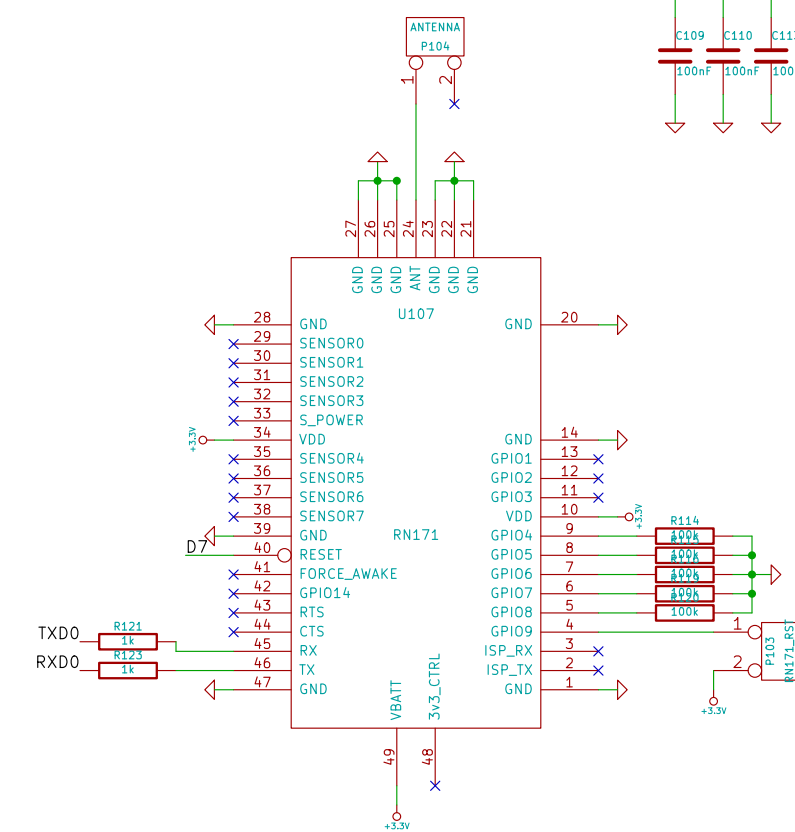 ANTENNA
P104
1
2
C109
100nF
C110
100nF
C11
100
27
26
25
24
23
22
21
GND
GND
GND
ANT
GND
GND
GND
U107
RN171
28 GND
29 SENSOR0
30 SENSOR1
31 SENSOR2
32 SENSOR3
33 S_POWER
+3.3V
34 VDD
35 SENSOR4
36 SENSOR5
37 SENSOR6
38 SENSOR7
39 GND
D7
40 RESET
41 FORCE_AWAKE
42 GPIO14
43 RTS
44 CTS
TXD0
R121
1k
45 RX
RXD0
R123
1k
46 TX
47 GND
GND 20
GND 14
GPIO1 13
GPIO2 12
GPIO3 11
VDD 10
+3.3V
GPIO4 9
R114
100k
GPIO5 8
100k
GPIO6 7
100k
GPIO7 6
R119
100k
GPIO8 5
R120
100k
GPIO9 4
ISP_RX 3
ISP_TX 2
GND 1
1
2
P103
RN171_RST
+3.3V
VBATT
3v3_CTRL
49
48
+3.3V